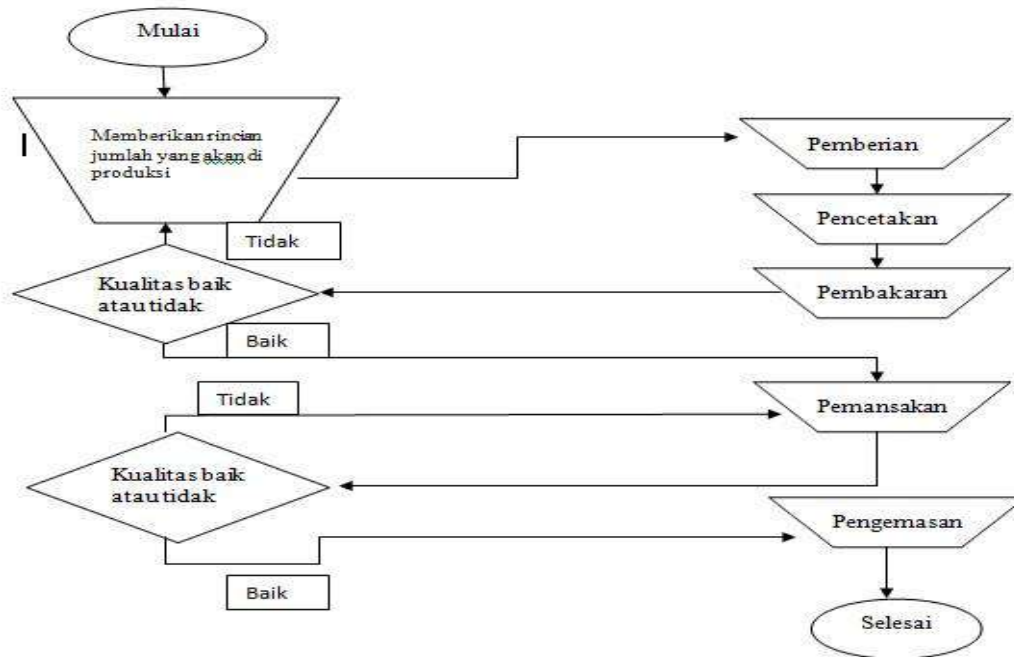 Mulai
Memberikan rincian
jumlah yang akan di
produksi
Pemberian
Pencetakan
Tidak
Kualitas baik
atau tidak
Pembakaran
Baik
Tidak
Pemansakan
Kualitas baik
atau tidak
Pengemasan
Baik
Selesai